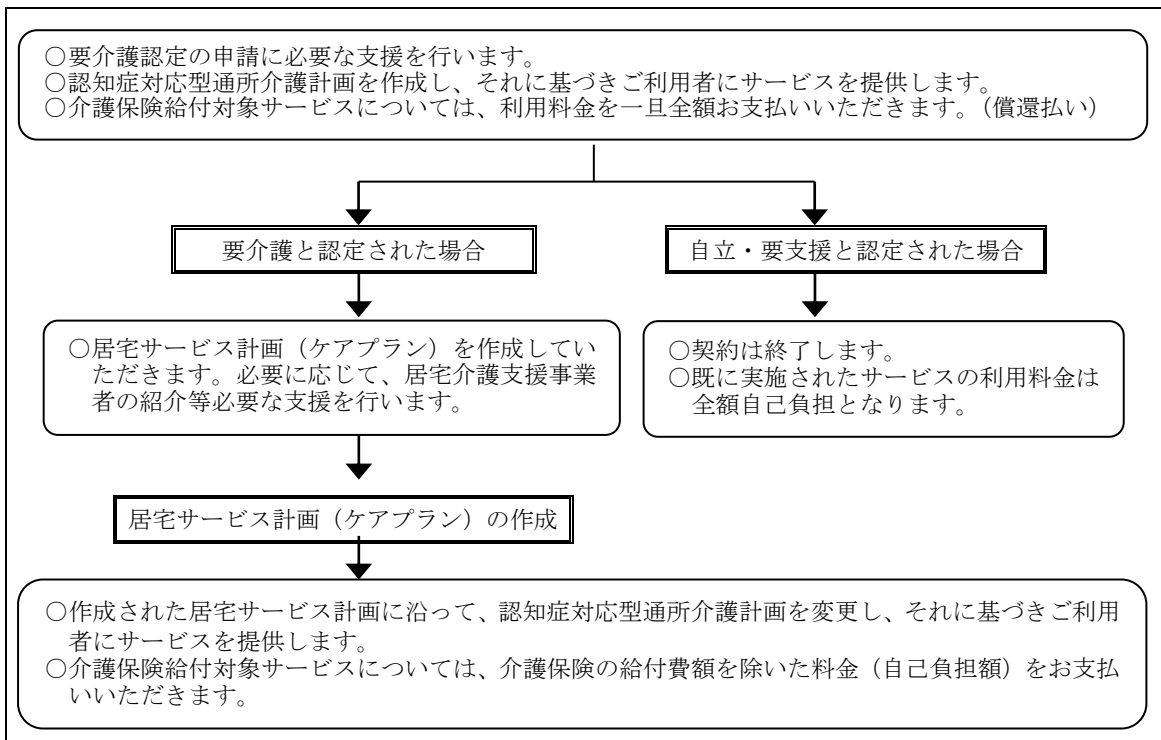 ○要介護認定の申請に必要な支援を行います。
○認知症対応型通所介護計画を作成し、それに基づきご利用者にサービスを提供します。
○介護保険給付対象サービスについては、利用料金を一旦全額お支払いいただきます。（償還払い）
要介護と認定された場合
自立・要支援と認定された場合
○居宅サービス計画（ケアプラン）を作成してい
ただきます。必要に応じて、居宅介護支援事業
者の紹介等必要な支援を行います。
○契約は終了します。
○既に実施されたサービスの利用料金は
全額自己負担となります。
居宅サービス計画（ケアプラン）の作成
○作成された居宅サービス計画に沿って、認知症対応型通所介護計画を変更し、それに基づきご利用
者にサービスを提供します。
○介護保険給付対象サービスについては、介護保険の給付費額を除いた料金（自己負担額）をお支払
いいただきます。